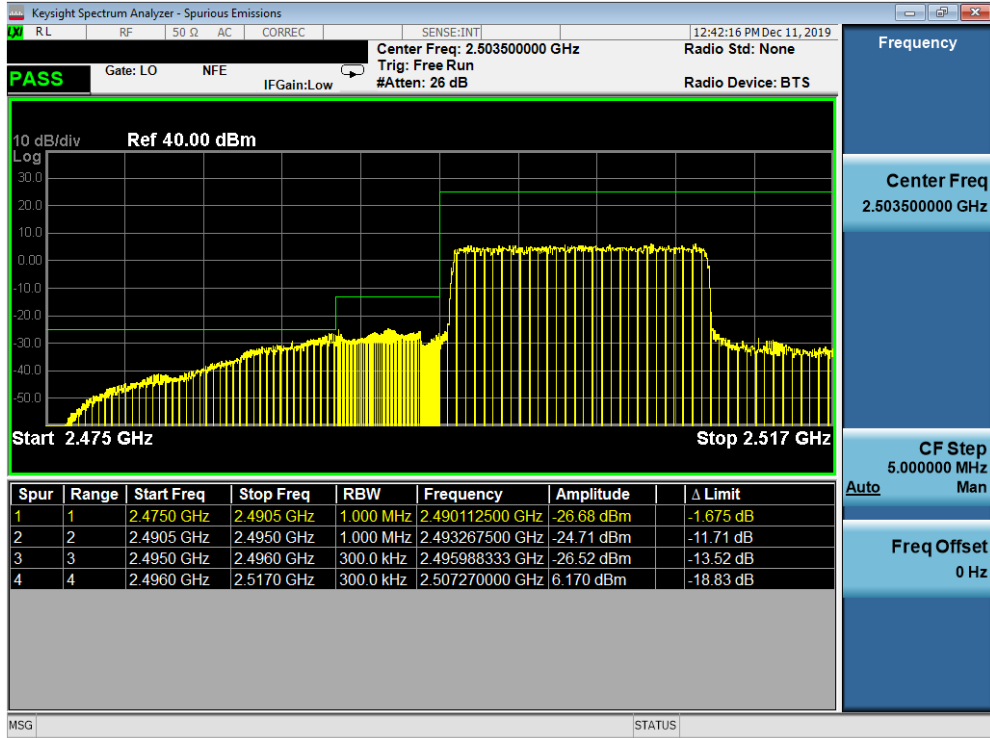 Keysight Spectrum Analyzer - Spurious Emissions
LXI RL RF 50 Ω AC CORREC SENSE:INT 12:42:16 PM Dec 11, 2019
Center Freq: 2.503500000 GHz Radio Std: None
Trig: Free Run
PASS Gate: LO NFE
IFGain:Low #Atten: 26 dB Radio Device: BTS
10 dB/div Ref 40.00 dBm
Log
30.0
20.0
10.0
0.00
-10.0
-20.0
-30.0
-40.0
-50.0
Start 2.475 GHz Stop 2.517 GHz
Spur Range Start Freq Stop Freq RBW Frequency Amplitude Δ Limit
1 1 2.4750 GHz 2.4905 GHz 1.000 MHz 2.490112500 GHz -26.68 dBm -1.675 dB
2 2 2.4905 GHz 2.4950 GHz 1.000 MHz 2.493267500 GHz -24.71 dBm -11.71 dB
3 3 2.4950 GHz 2.4960 GHz 300.0 kHz 2.495988333 GHz -26.52 dBm -13.52 dB
4 4 2.4960 GHz 2.5170 GHz 300.0 kHz 2.507270000 GHz 6.170 dBm -18.83 dB
Frequency
Center Freq
2.503500000 GHz
CF Step
5.000000 MHz
Auto Man
Freq Offset
0 Hz
MSG STATUS